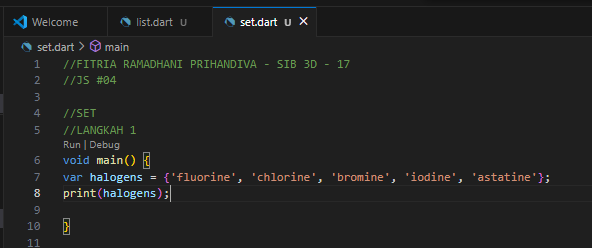 Welcome
list.dart U
set.dart U ×
set.dart > main
1 //FITRIA RAMADHANI PRIHANDIVA - SIB 3D - 17
2 //JS #04
3
4 //SET
5 //LANGKAH 1
Run | Debug
6 void main() {
7 var halogens = {'fluorine', 'chlorine', 'bromine', 'iodine', 'astatine'};
8 print(halogens);
9
10 }
11